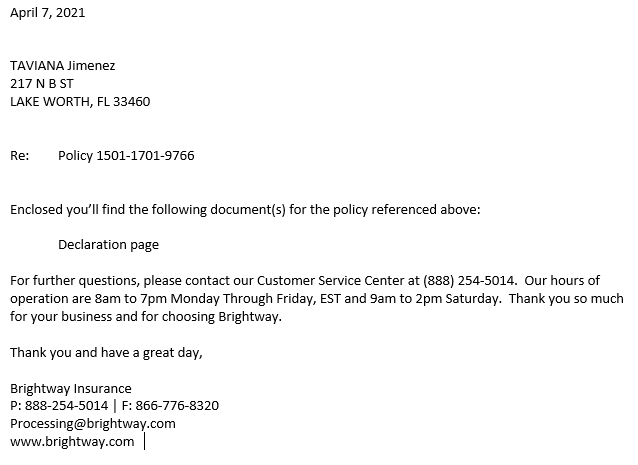 April 7, 2021
TAVIANA Jimenez
217 N B ST
LAKE WORTH, FL 33460
Re: Policy 1501-1701-9766
Enclosed you’ll find the following document(s) for the policy referenced above:
Declaration page
For further questions, please contact our Customer Service Center at (888) 254-5014. Our hours of
operation are 8am to 7pm Monday Through Friday, EST and 9am to 2pm Saturday. Thank you so much
for your business and for choosing Brightway.
Thank you and have a great day,
Brightway Insurance
P: 888-254-5014 | F: 866-776-8320
Processing@brightway.com
www.brightway.com